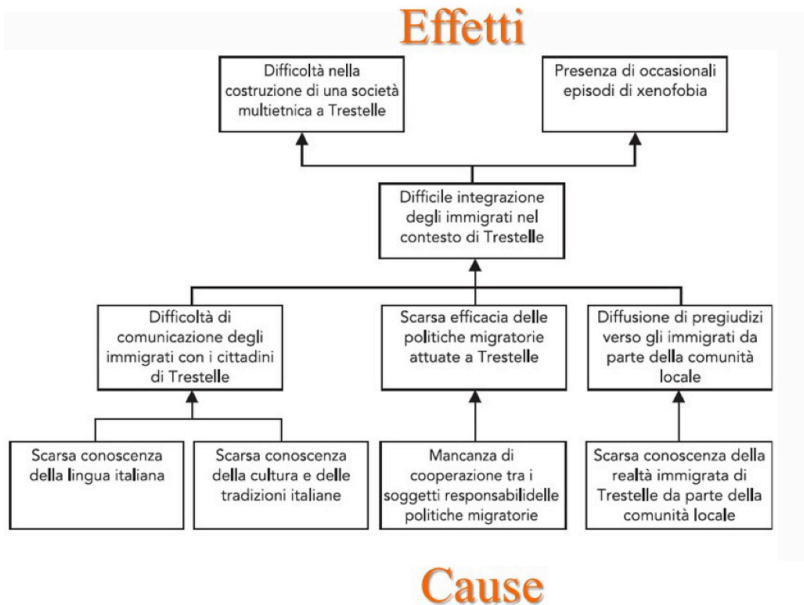 Effetti
Difficoltà nella
costruzione di una società
multietnica a Trestelle
Presenza di occasionali
episodi di xenofobia
Difficile integrazione
degli immigrati nel
contesto di Trestelle
Difficoltà di
comunicazione degli
immigrati con i cittadini
di Trestelle
Scarsa efficacia delle
politiche migratorie
attuate a Trestelle
Diffusione di pregiudizi
verso gli immigrati da
parte della comunità
locale
Scarsa conoscenza
della lingua italiana
Scarsa conoscenza
della cultura e delle
tradizioni italiane
Mancanza di
cooperazione tra i
soggetti responsabilidelle
politiche migratorie
Scarsa conoscenza della
realtà immigrata di
Trestelle da parte della
comunità locale
Cause